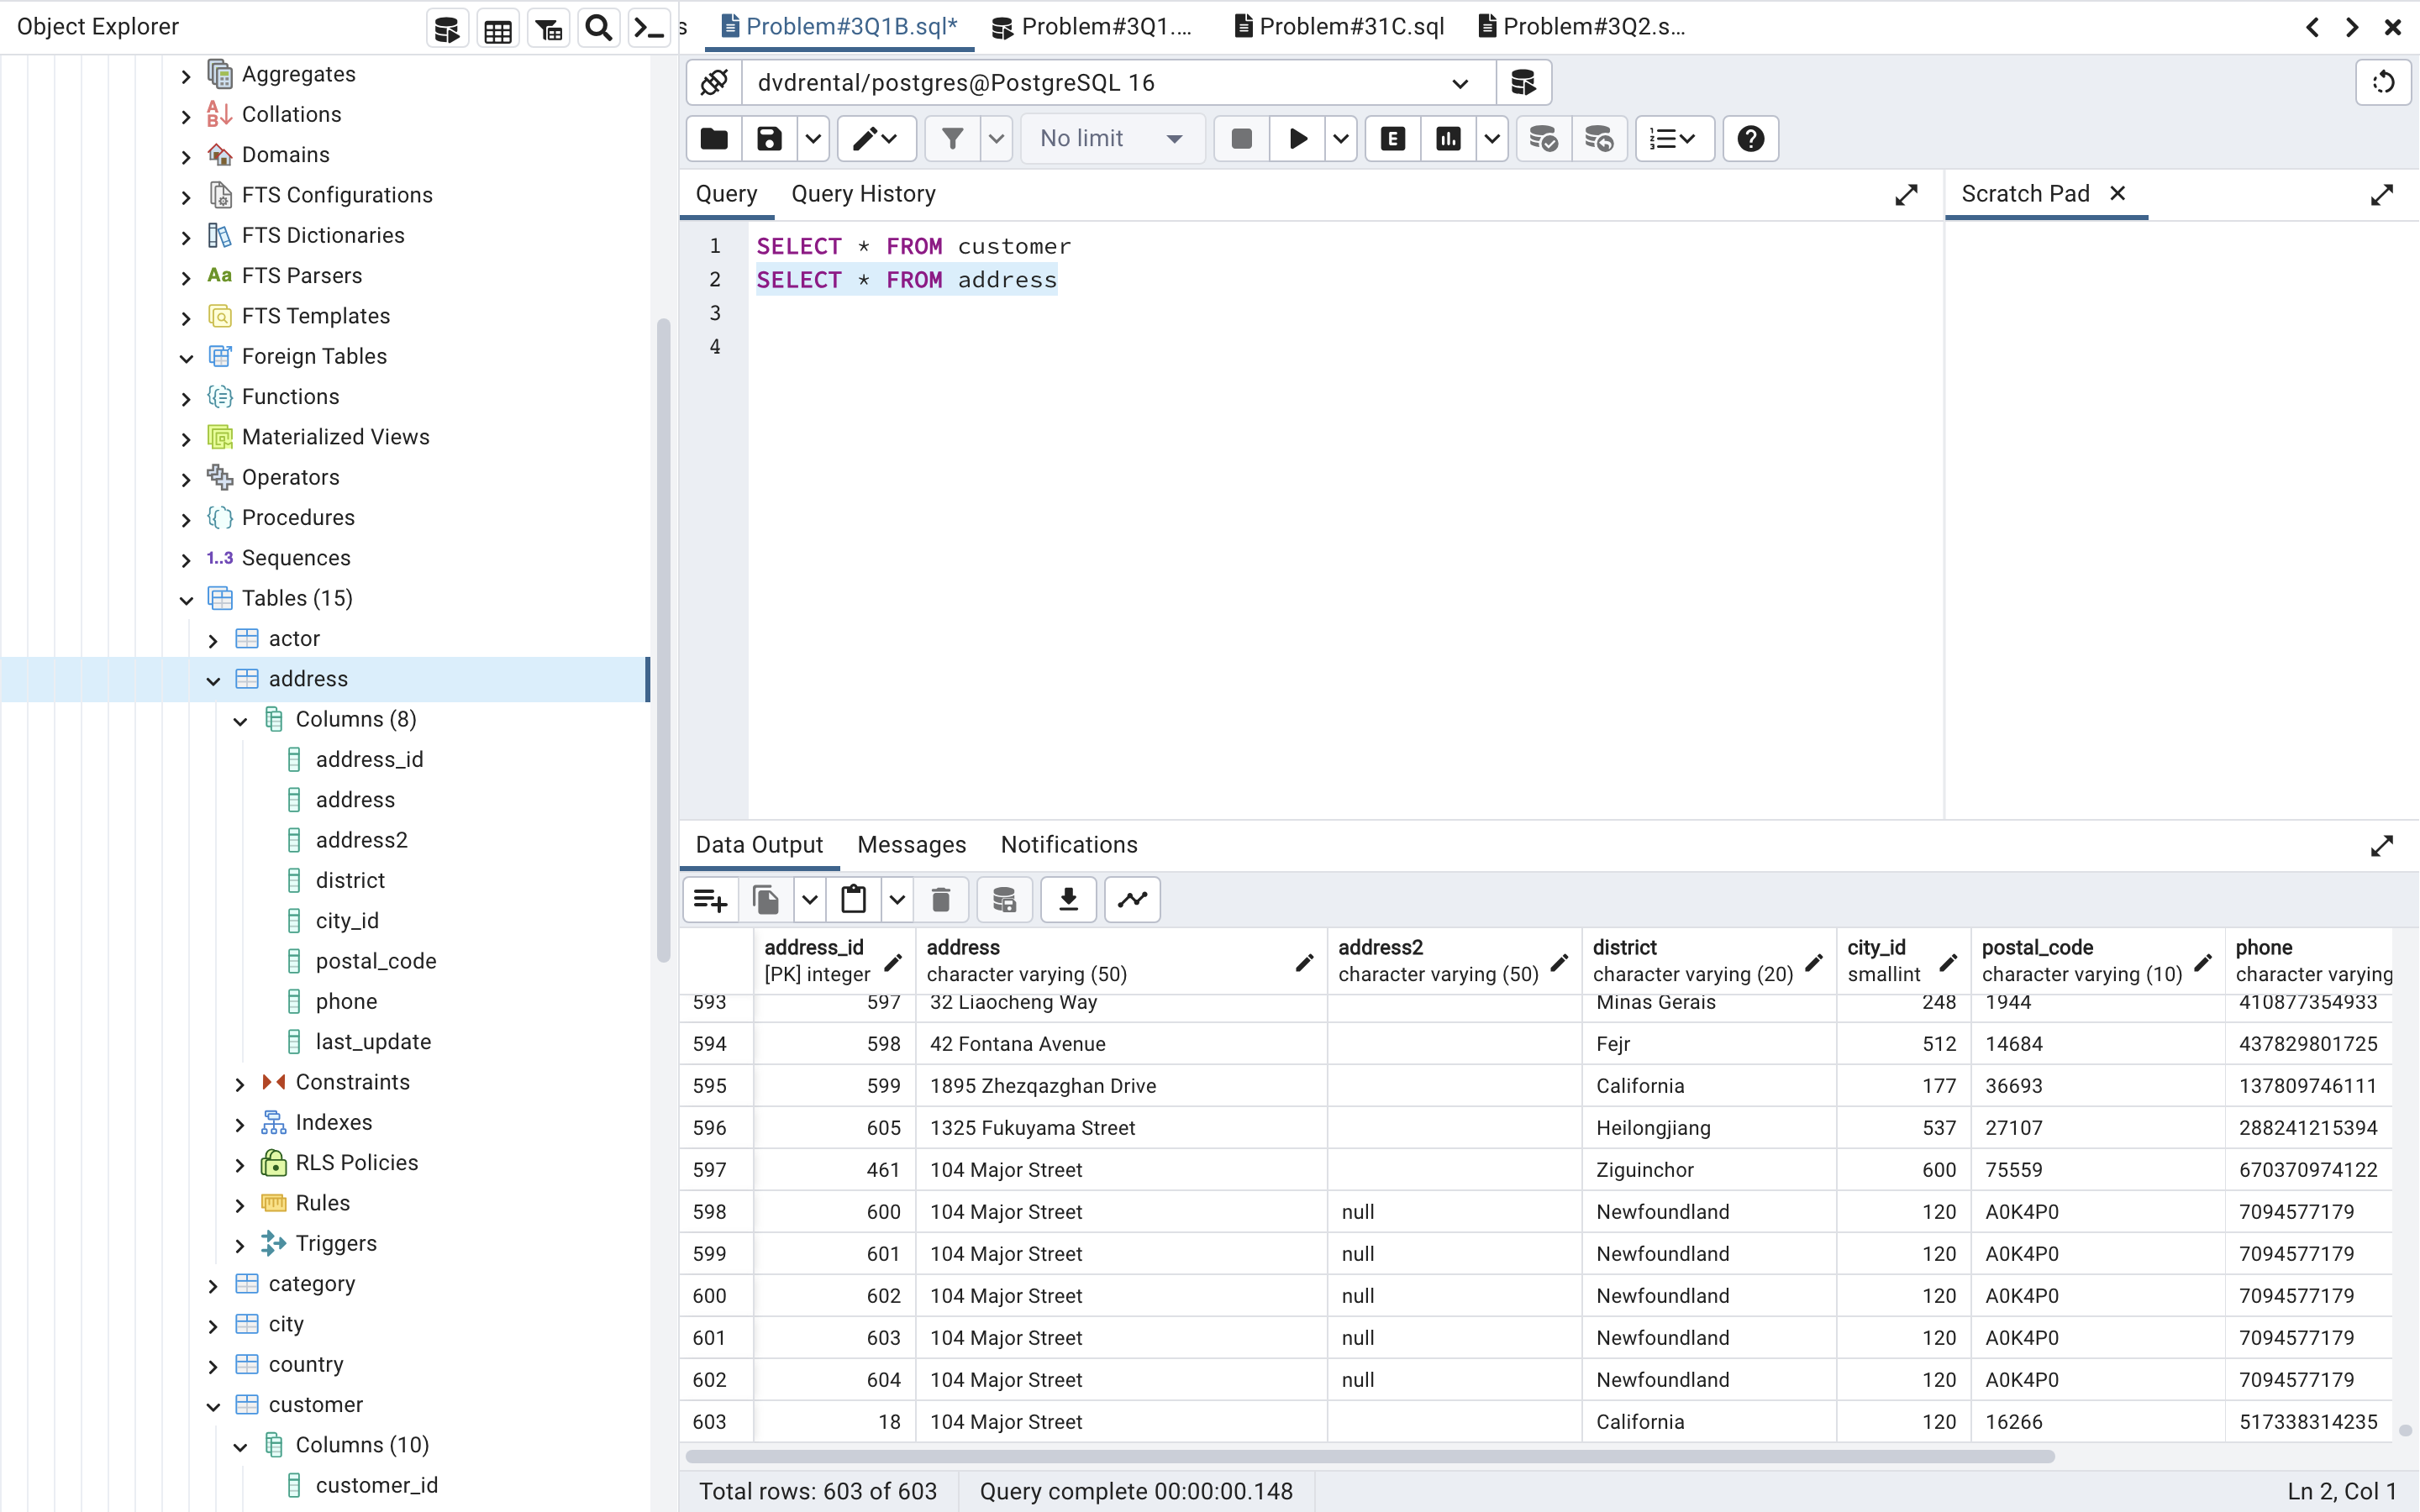 Object Explorer
s
Problem#3Q1B.sql*
Problem#3Q1....
Problem#31C.sql
Problem#3Q2.s...
Aggregates
Collations
Domains
FTS Configurations
FTS Dictionaries
Aa FTS Parsers
FTS Templates
Foreign Tables
Functions
Materialized Views
Operators
Procedures
1..3 Sequences
Tables (15)
actor
address
Columns (8)
address_id
address
address2
district
city_id
postal_code
phone
last_update
Constraints
Indexes
RLS Policies
Rules
Triggers
category
city
country
customer
Columns (10)
customer_id
dvdrental/postgres@PostgreSQL 16
No limit
E
Query Query History
Scratch Pad
1 SELECT * FROM customer
2 SELECT * FROM address
3
4
Data Output Messages Notifications
address_id address address2 district city_id postal_code phone
[PK] integer character varying (50) character varying (50) character varying (20) smallint character varying (10) character varying
593 597 32 Liaocheng Way Minas Gerais 248 1944 410877354933
594 598 42 Fontana Avenue Fejr 512 14684 437829801725
595 599 1895 Zhezqazghan Drive California 177 36693 137809746111
596 605 1325 Fukuyama Street Heilongjiang 537 27107 288241215394
597 461 104 Major Street Ziguinchor 600 75559 670370974122
598 600 104 Major Street null Newfoundland 120 A0K4P0 7094577179
599 601 104 Major Street null Newfoundland 120 A0K4P0 7094577179
600 602 104 Major Street null Newfoundland 120 A0K4P0 7094577179
601 603 104 Major Street null Newfoundland 120 A0K4P0 7094577179
602 604 104 Major Street null Newfoundland 120 A0K4P0 7094577179
603 18 104 Major Street California 120 16266 517338314235
Total rows: 603 of 603 Query complete 00:00:00.148 Ln 2, Col 1